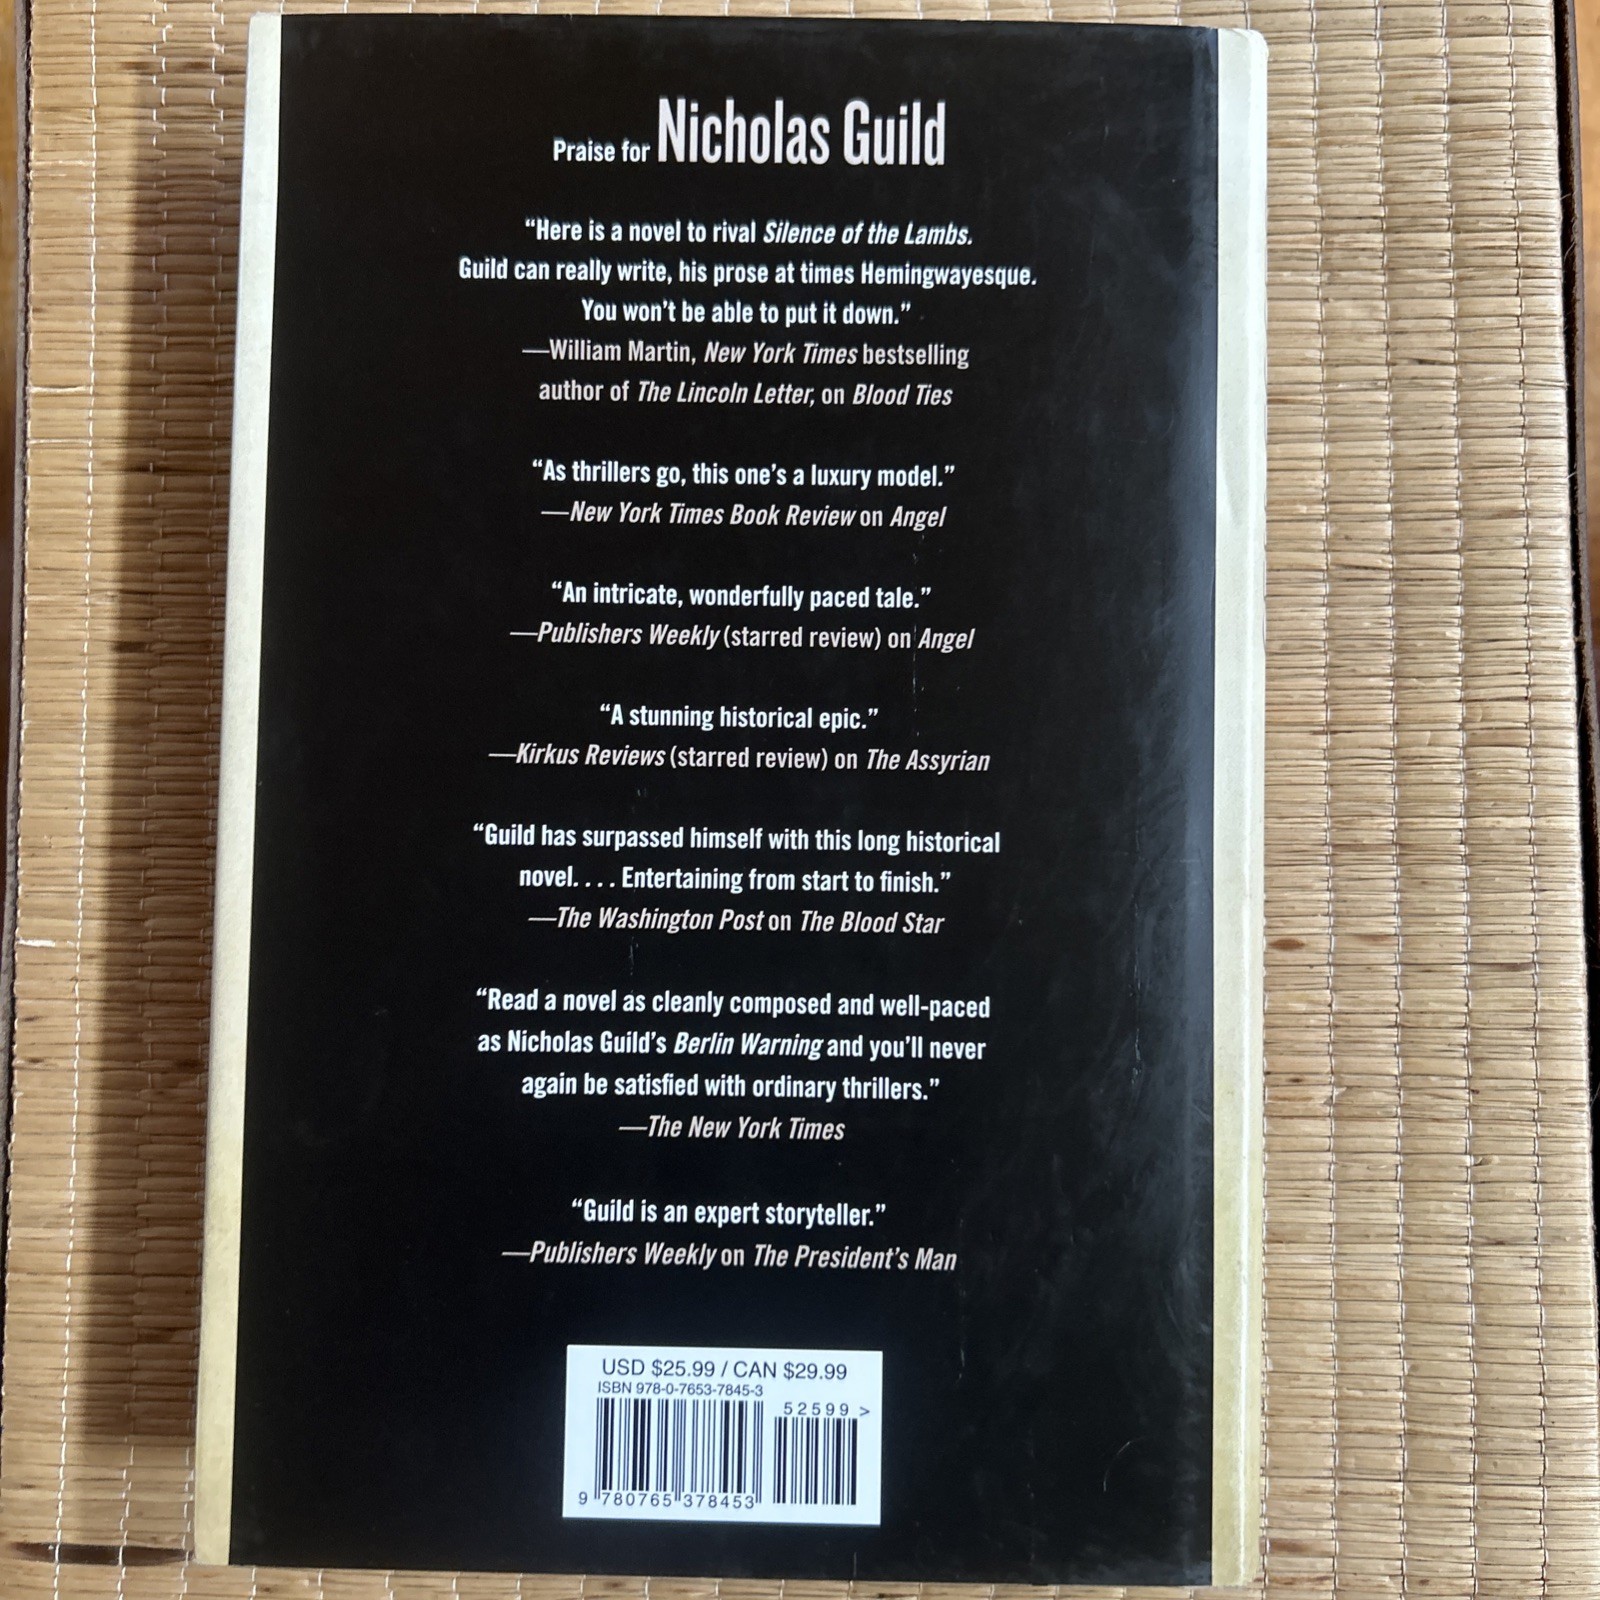 Praise for Nicholas Guild
“Here is a novel to rival Silence of the Lambs.
Guild can really write, his prose at times Hemingwayesque.
You won’t be able to put it down.”
—William Martin, New York Times bestselling
author of The Lincoln Letter, on Blood Ties
“As thrillers go, this one’s a luxury model.”
—New York Times Book Review on Angel
“An intricate, wonderfully paced tale.”
—Publishers Weekly (starred review) on Angel
“A stunning historical epic.”
—Kirkus Reviews (starred review) on The Assyrian
“Guild has surpassed himself with this long historical
novel. . . . Entertaining from start to finish.”
—The Washington Post on The Blood Star
“Read a novel as cleanly composed and well-paced
as Nicholas Guild’s Berlin Warning and you’ll never
again be satisfied with ordinary thrillers.”
—The New York Times
“Guild is an expert storyteller.”
—Publishers Weekly on The President’s Man
USD $25.99 / CAN $29.99
ISBN 978-0-7653-7845-3
52599 >
9 780765 378453